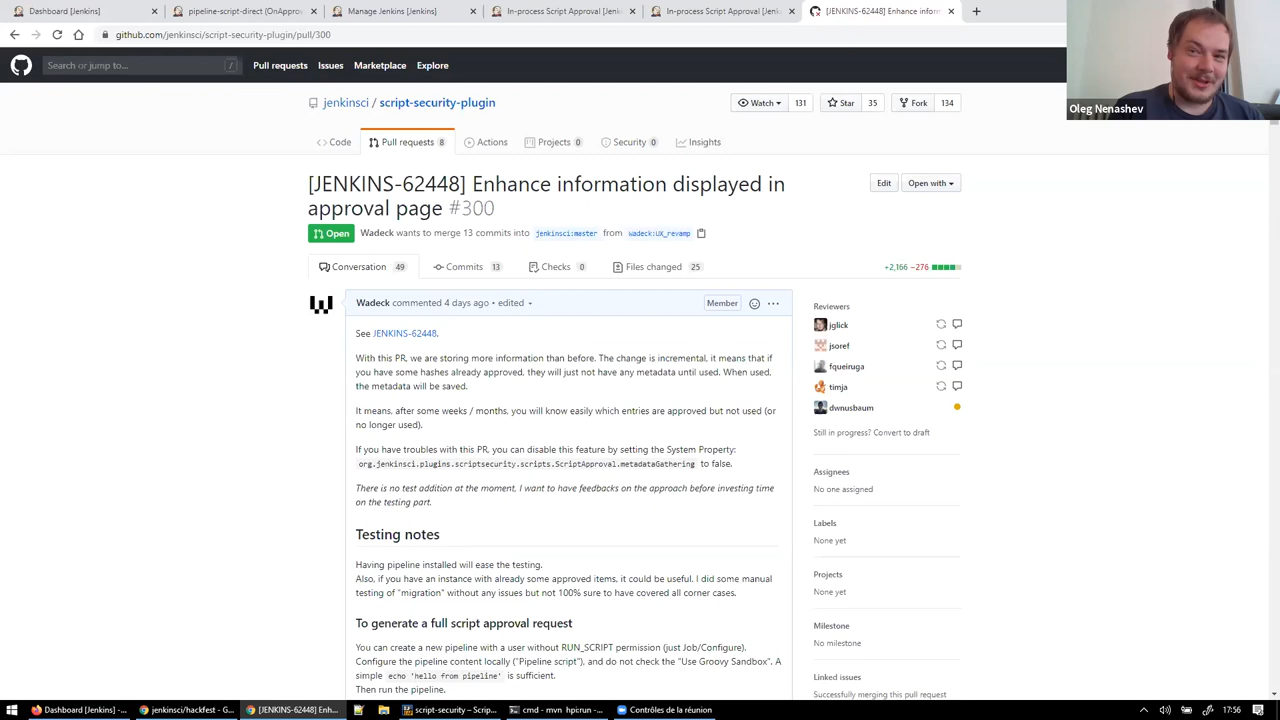 Dashboard [Jenkins]
pipeline-script-direct [OnApprov
Manage Jenkins [Jenkins]
In-process Script Approval [Jenk
In-process Script Approval [Jenk
[JENKINS-62448] Enhance inform
github.com/jenkinsci/script-security-plugin/pull/300
Search or jump to...
/
Pull requests
Issues
Marketplace
Explore
Oleg Nenashev
jenkinsci / script-security-plugin
Watch
131
Star
35
Fork
134
Code
Pull requests 8
Actions
Projects 0
Security 0
Insights
[JENKINS-62448] Enhance information displayed in
approval page #300
Edit
Open with
Open
Wadeck wants to merge 13 commits into jenkinsci:master from wadeck:UX_revamp
Conversation 49
Commits 13
Checks 0
Files changed 25
+2,166 −276
Wadeck commented 4 days ago • edited
Member
See JENKINS-62448.
With this PR, we are storing more information than before. The change is incremental, it means that if
you have some hashes already approved, they will just not have any metadata until used. When used,
the metadata will be saved.
It means, after some weeks / months, you will know easily which entries are approved but not used (or
no longer used).
If you have troubles with this PR, you can disable this feature by setting the System Property:
org.jenkinsci.plugins.scriptsecurity.scripts.ScriptApproval.metadataGathering to false.
There is no test addition at the moment, I want to have feedbacks on the approach before investing time
on the testing part.
Testing notes
Having pipeline installed will ease the testing.
Also, if you have an instance with already some approved items, it could be useful. I did some manual
testing of "migration" without any issues but not 100% sure to have covered all corner cases.
To generate a full script approval request
You can create a new pipeline with a user without RUN_SCRIPT permission (just Job/Configure).
Configure the pipeline content locally ("Pipeline script"), and do not check the "Use Groovy Sandbox". A
simple echo 'hello from pipeline' is sufficient.
Then run the pipeline.
Reviewers
jglick
jsoref
fqueiruga
timja
dwnusbaum
Still in progress? Convert to draft
Assignees
No one assigned
Labels
None yet
Projects
None yet
Milestone
No milestone
Linked issues
Successfully merging this pull request
Dashboard [Jenkins] -...
jenkinsci/hackfest - G...
[JENKINS-62448] Enh...
script-security – Scrip...
cmd - mvn hpi:run -...
Contrôles de la réunion
17:56